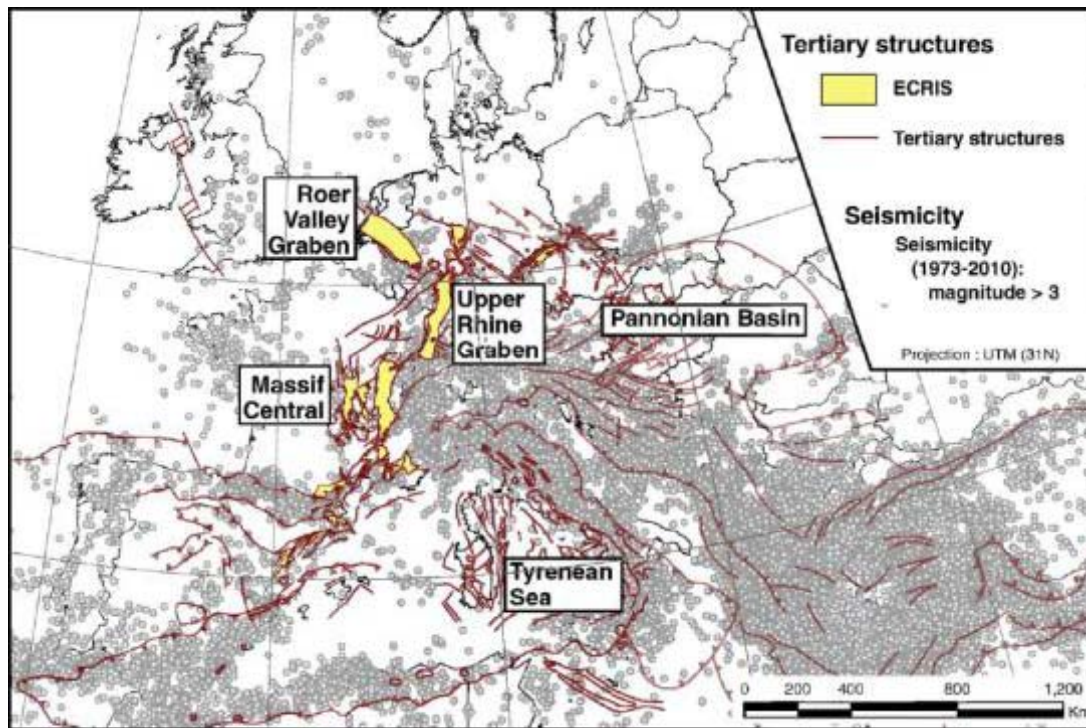 Tertiary structures
ECRIS
Tertiary structures
Seismicity
Seismicity
(1973-2010):
magnitude > 3
Projection : UTM (31N)
Roer
Valley
Graben
Upper
Rhine
Graben
Pannonian Basin
Massif
Central
Tyrenean
Sea
0 200 400 800 1,200